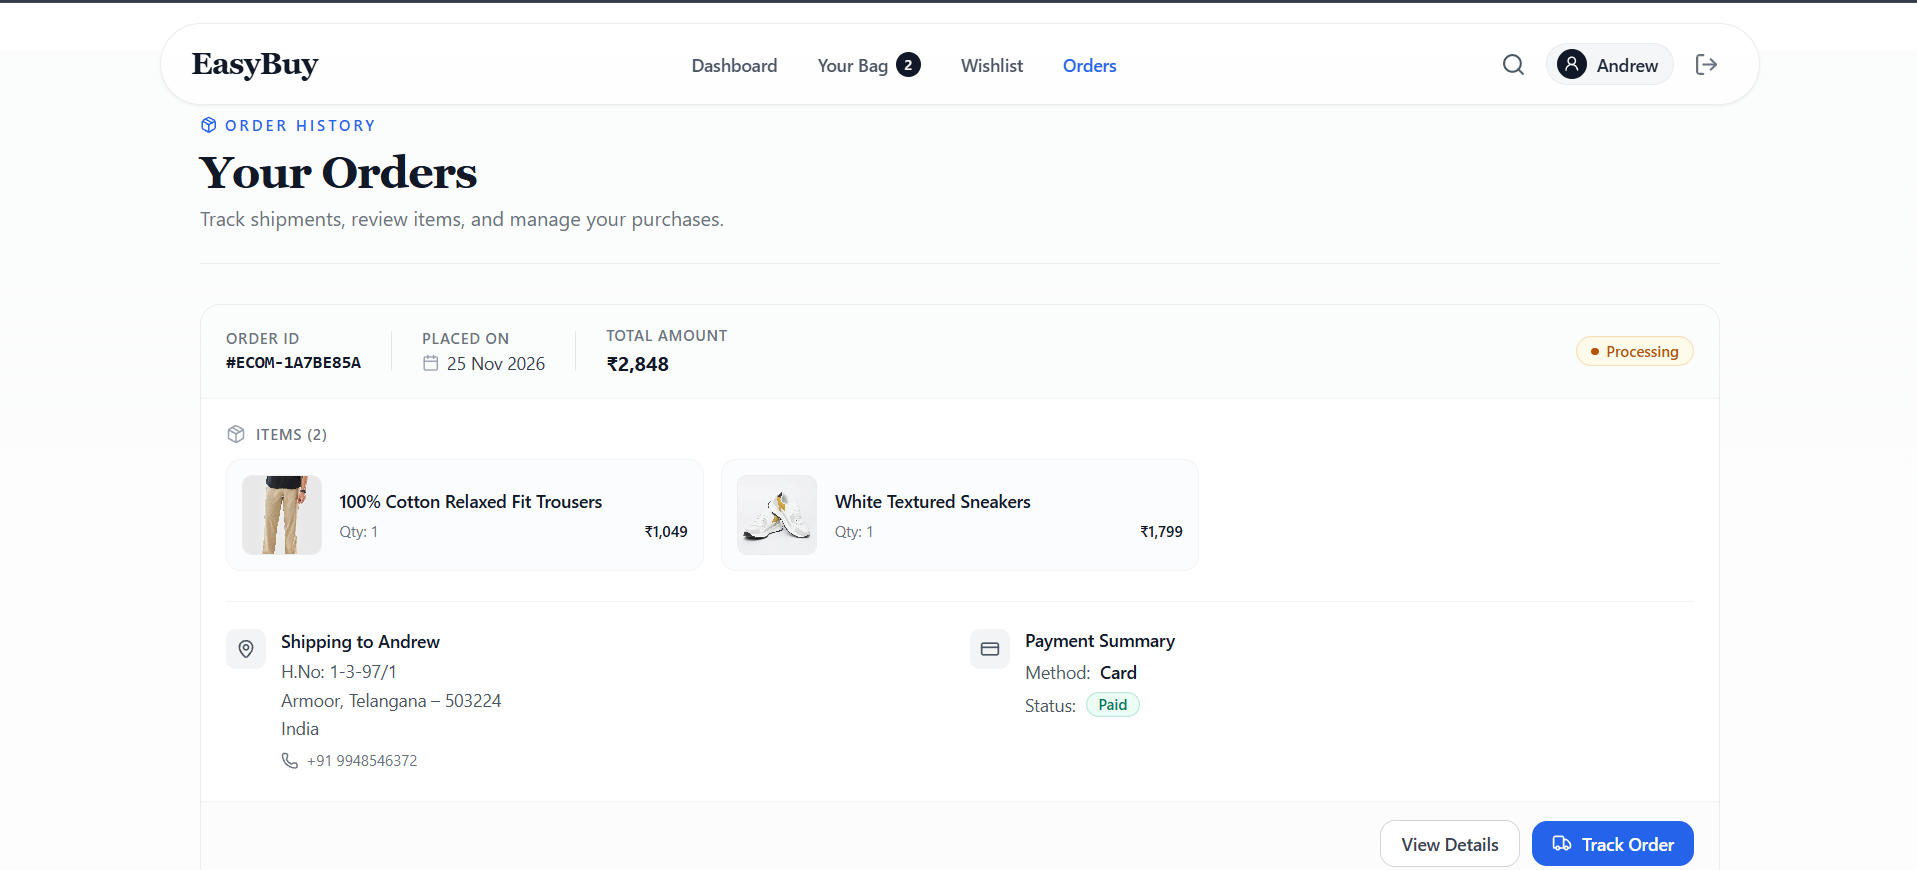 EasyBuy
Dashboard
Your Bag 2
Wishlist
Orders
Andrew
ORDER HISTORY
Your Orders
Track shipments, review items, and manage your purchases.
ORDER ID
#ECOM-1A7BE85A
PLACED ON
25 Nov 2026
TOTAL AMOUNT
₹2,848
Processing
ITEMS (2)
100% Cotton Relaxed Fit Trousers
Qty: 1
₹1,049
White Textured Sneakers
Qty: 1
₹1,799
Shipping to Andrew
H.No: 1-3-97/1
Armoor, Telangana – 503224
India
+91 9948546372
Payment Summary
Method: Card
Status: Paid
View Details
Track Order